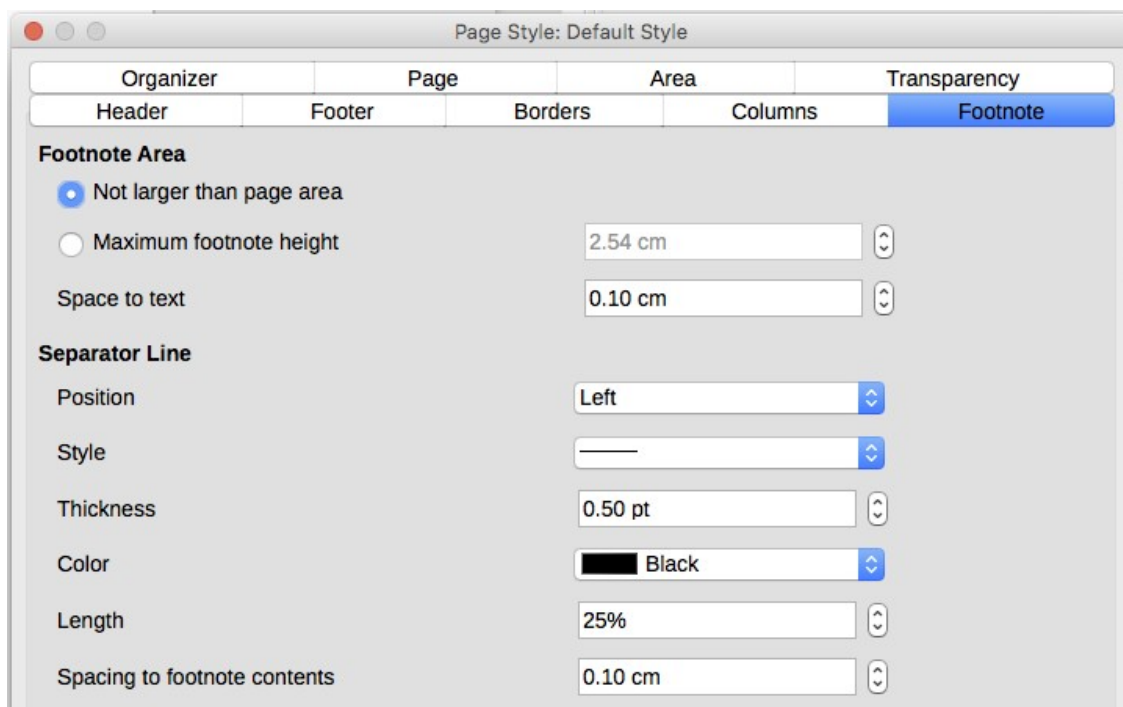 Page Style: Default Style
Organizer Page Area Transparency
Header Footer Borders Columns Footnote
Footnote Area
Not larger than page area
Maximum footnote height 2.54 cm
Space to text 0.10 cm
Separator Line
Position Left
Style
Thickness 0.50 pt
Color Black
Length 25%
Spacing to footnote contents 0.10 cm